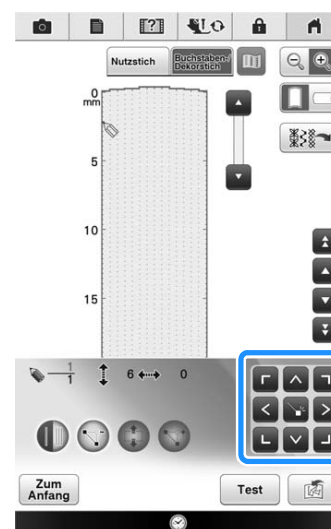 Nutzstich
Buchstaben-
Dekorstich
0
mm
5
10
15
1
1
6
0
Zum
Anfang
Test